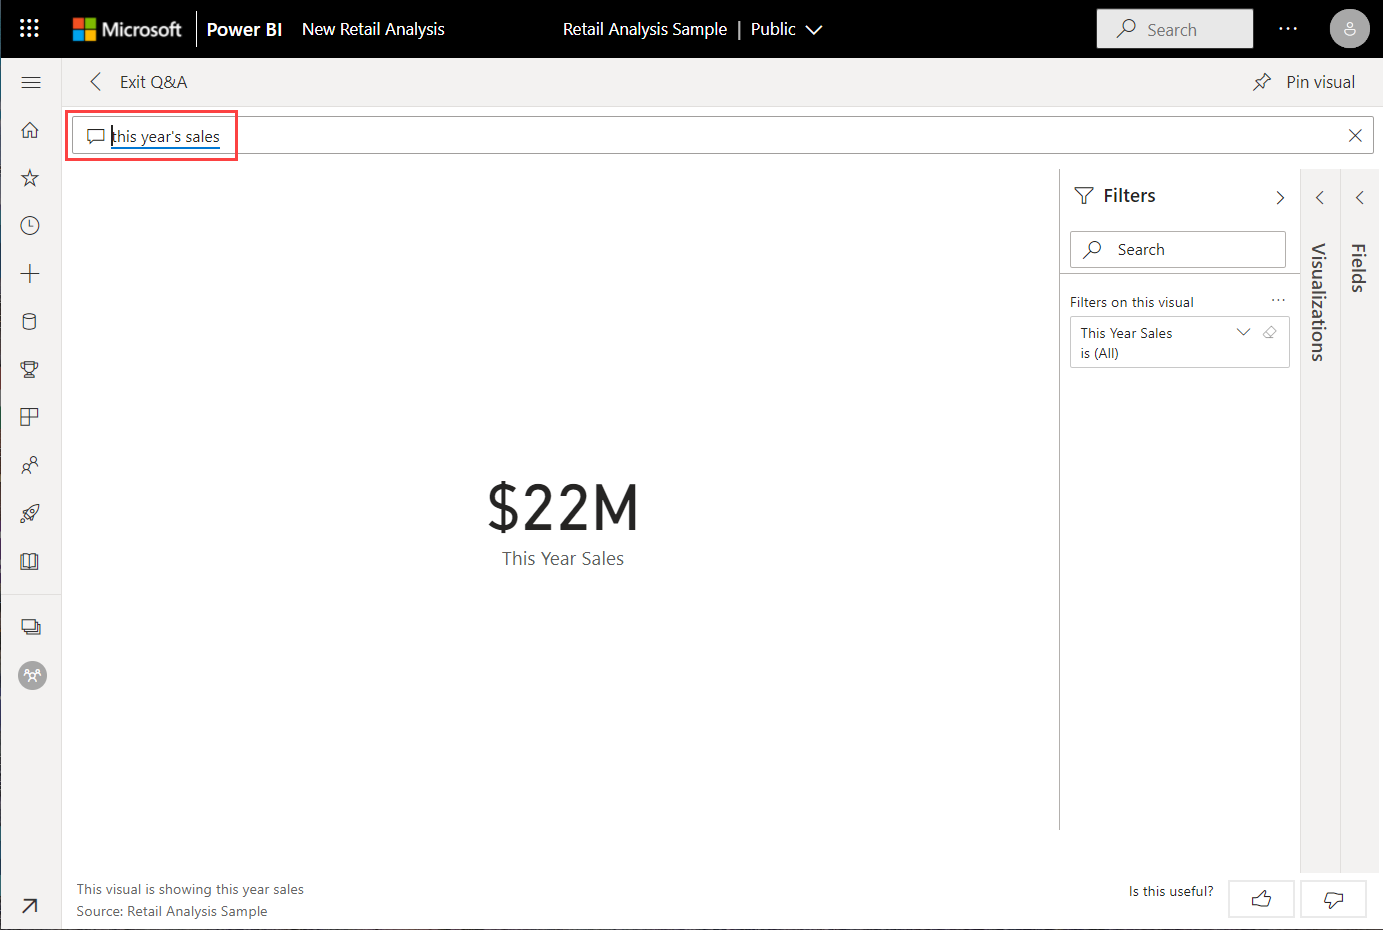 Microsoft Power BI New Retail Analysis Retail Analysis Sample | Public Search ...
Exit Q&A Pin visual
this year's sales
Filters
Search
Filters on this visual ...
This Year Sales
is (All)
Visualizations
Fields
$22M
This Year Sales
This visual is showing this year sales
Source: Retail Analysis Sample
Is this useful?